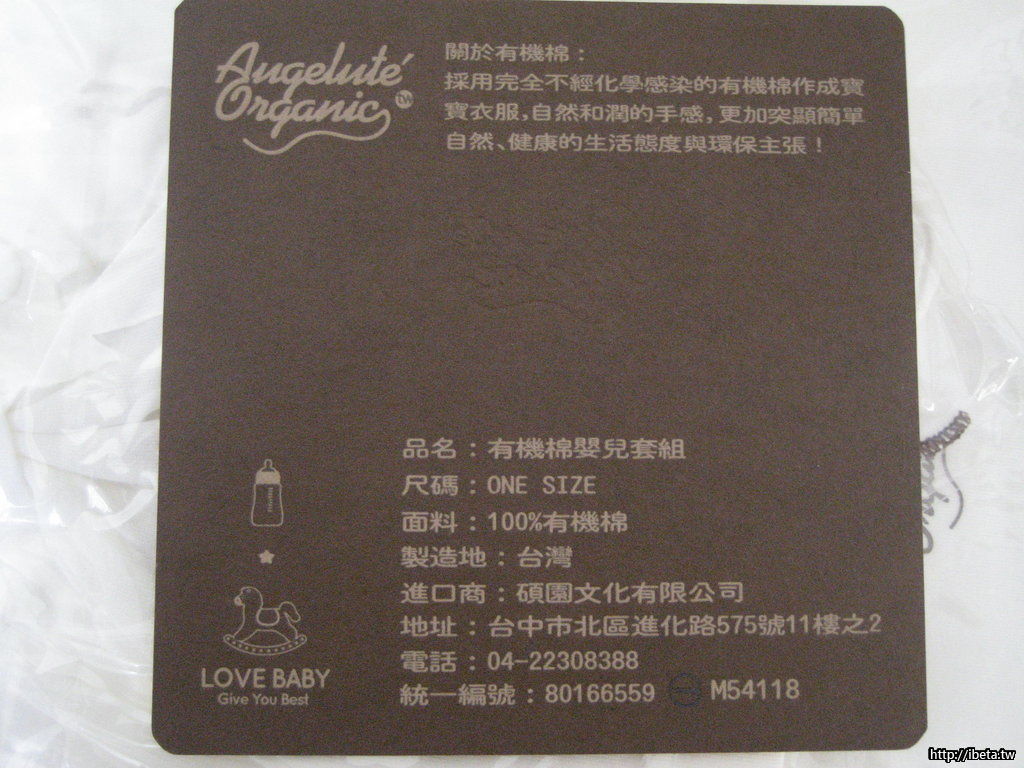 Augeluté
Organic TM
關於有機棉：
採用完全不經化學感染的有機棉作成寶
寶衣服,自然和潤的手感,更加突顯簡單
自然、健康的生活態度與環保主張！
品名：有機棉嬰兒套組
尺碼：ONE SIZE
面料：100%有機棉
製造地：台灣
進口商：碩園文化有限公司
地址：台中市北區進化路575號11樓之2
電話：04-22308388
統一編號：80166559 M54118
LOVE BABY
Give You Best
http://ibeta.tw